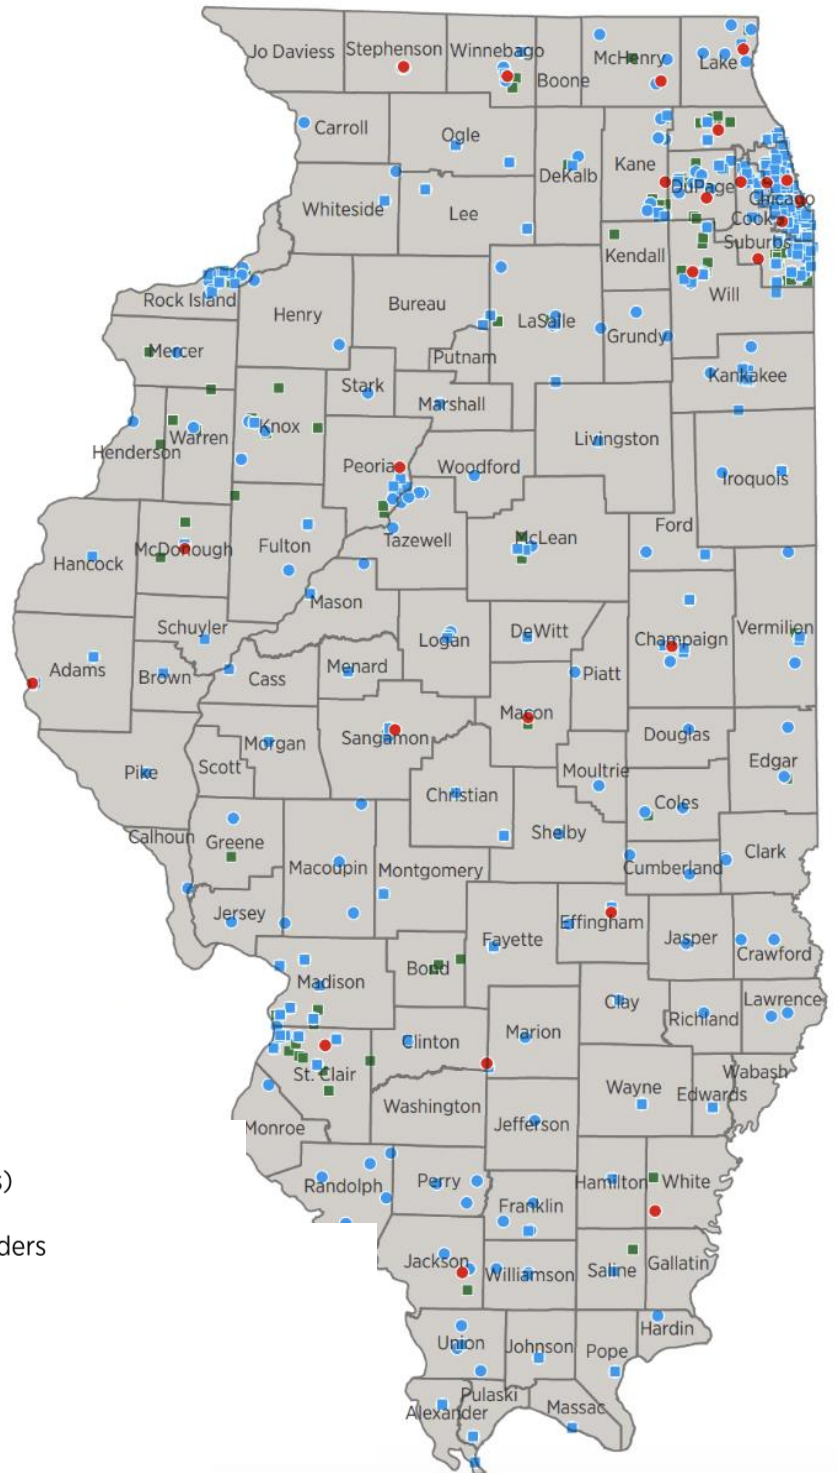 Jo Daviess
Stephenson
Winnebago
Boone
McHenry
Lake
Carroll
Ogle
DeKalb
Kane
DuPage
Chicago
Cook
Suburbs
Whiteside
Lee
Kendall
Will
Rock Island
Henry
Bureau
LaSalle
Grundy
Mercer
Putnam
Kankakee
Stark
Marshall
Henderson
Warren
Knox
Peoria
Woodford
Livingston
Iroquois
Hancock
McDonough
Fulton
Tazewell
McLean
Ford
Mason
Schuyler
Logan
DeWitt
Champaign
Vermilion
Adams
Brown
Cass
Menard
Piatt
Macon
Sangamon
Morgan
Scott
Pike
Douglas
Edgar
Moultrie
Christian
Coles
Calhoun
Greene
Shelby
Macoupin
Montgomery
Cumberland
Clark
Jersey
Effingham
Fayette
Jasper
Crawford
Bond
Madison
Clay
Richland
Lawrence
Clinton
Marion
St. Clair
Wabash
Wayne
Edwards
Washington
Jefferson
Monroe
s)
Randolph
Perry
Hamilton
White
Franklin
ders
Jackson
Williamson
Saline
Gallatin
Union
Johnson
Pope
Hardin
Pulaski
Alexander
Massac